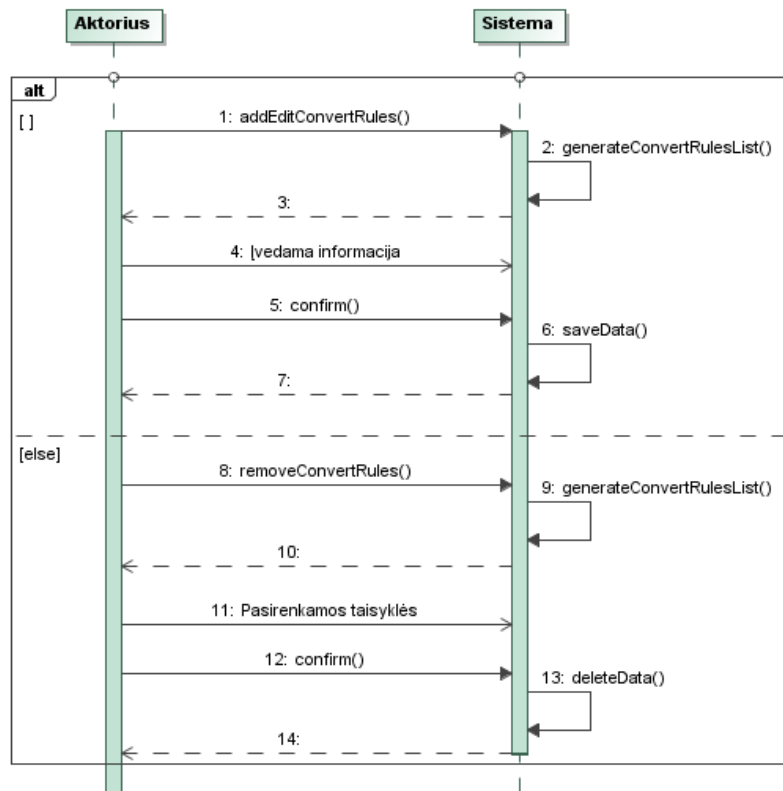 Aktorius
Sistema
alt
[ ]
1: addEditConvertRules()
2: generateConvertRulesList()
3:
4: Įvedama informacija
5: confirm()
6: saveData()
7:
[else]
8: removeConvertRules()
9: generateConvertRulesList()
10:
11: Pasirenkamos taisyklės
12: confirm()
13: deleteData()
14: